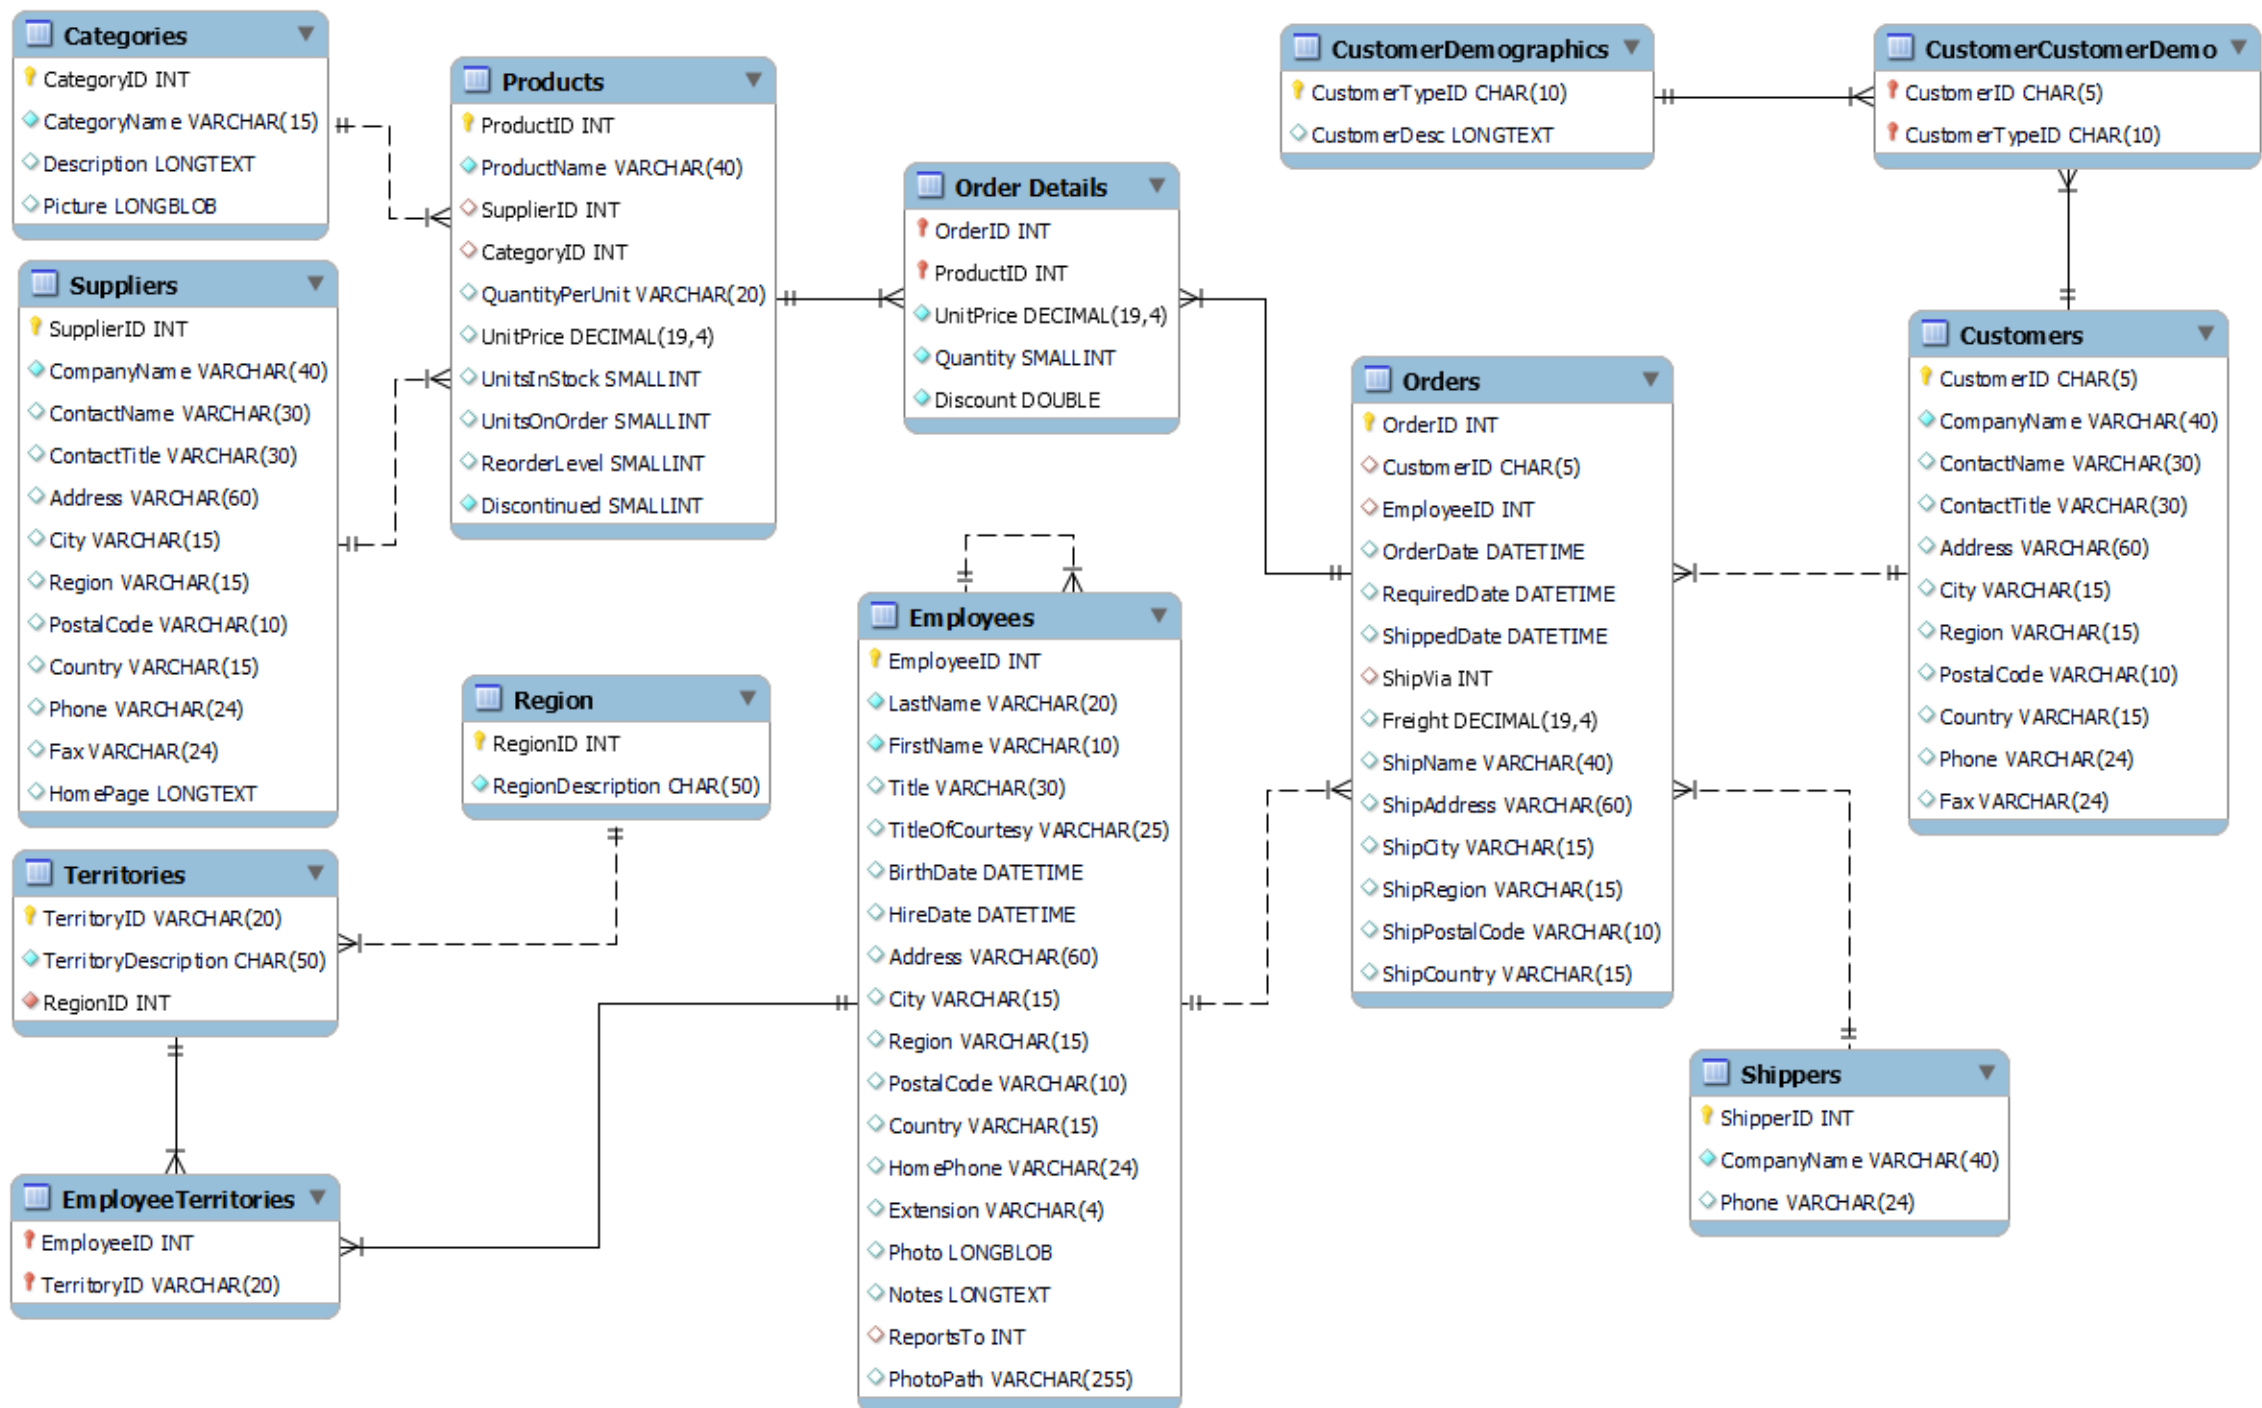 Categories
CategoryID INT
CategoryName VARCHAR(15)
Description LONGTEXT
Picture LONGBLOB
Suppliers
SupplierID INT
CompanyName VARCHAR(40)
ContactName VARCHAR(30)
ContactTitle VARCHAR(30)
Address VARCHAR(60)
City VARCHAR(15)
Region VARCHAR(15)
PostalCode VARCHAR(10)
Country VARCHAR(15)
Phone VARCHAR(24)
Fax VARCHAR(24)
HomePage LONGTEXT
Territories
TerritoryID VARCHAR(20)
TerritoryDescription CHAR(50)
RegionID INT
EmployeeTerritories
EmployeeID INT
TerritoryID VARCHAR(20)
Products
ProductID INT
ProductName VARCHAR(40)
SupplierID INT
CategoryID INT
QuantityPerUnit VARCHAR(20)
UnitPrice DECIMAL(19,4)
UnitsInStock SMALLINT
UnitsOnOrder SMALLINT
ReorderLevel SMALLINT
Discontinued SMALLINT
Region
RegionID INT
RegionDescription CHAR(50)
Order Details
OrderID INT
ProductID INT
UnitPrice DECIMAL(19,4)
Quantity SMALLINT
Discount DOUBLE
Employees
EmployeeID INT
LastName VARCHAR(20)
FirstName VARCHAR(10)
Title VARCHAR(30)
TitleOfCourtesy VARCHAR(25)
BirthDate DATETIME
HireDate DATETIME
Address VARCHAR(60)
City VARCHAR(15)
Region VARCHAR(15)
PostalCode VARCHAR(10)
Country VARCHAR(15)
HomePhone VARCHAR(24)
Extension VARCHAR(4)
Photo LONGBLOB
Notes LONGTEXT
ReportsTo INT
PhotoPath VARCHAR(255)
CustomerDemographics
CustomerTypeID CHAR(10)
CustomerDesc LONGTEXT
CustomerCustomerDemo
CustomerID CHAR(5)
CustomerTypeID CHAR(10)
Orders
OrderID INT
CustomerID CHAR(5)
EmployeeID INT
OrderDate DATETIME
RequiredDate DATETIME
ShippedDate DATETIME
ShipVia INT
Freight DECIMAL(19,4)
ShipName VARCHAR(40)
ShipAddress VARCHAR(60)
ShipCity VARCHAR(15)
ShipRegion VARCHAR(15)
ShipPostalCode VARCHAR(10)
ShipCountry VARCHAR(15)
Customers
CustomerID CHAR(5)
CompanyName VARCHAR(40)
ContactName VARCHAR(30)
ContactTitle VARCHAR(30)
Address VARCHAR(60)
City VARCHAR(15)
Region VARCHAR(15)
PostalCode VARCHAR(10)
Country VARCHAR(15)
Phone VARCHAR(24)
Fax VARCHAR(24)
Shippers
ShipperID INT
CompanyName VARCHAR(40)
Phone VARCHAR(24)